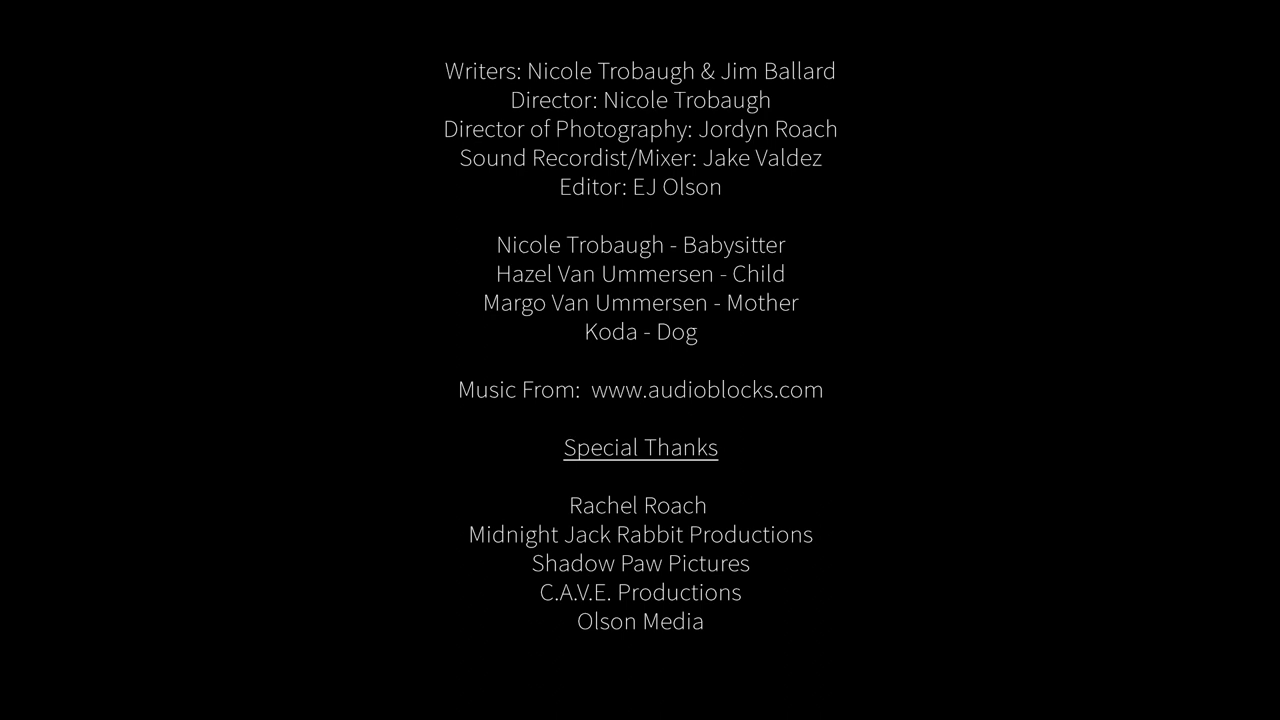 Writers: Nicole Trobaugh & Jim Ballard
Director: Nicole Trobaugh
Director of Photography: Jordyn Roach
Sound Recordist/Mixer: Jake Valdez
Editor: EJ Olson
Nicole Trobaugh - Babysitter
Hazel Van Ummersen - Child
Margo Van Ummersen - Mother
Koda - Dog
Music From:  www.audioblocks.com
Special Thanks
Rachel Roach
Midnight Jack Rabbit Productions
Shadow Paw Pictures
C.A.V.E. Productions
Olson Media